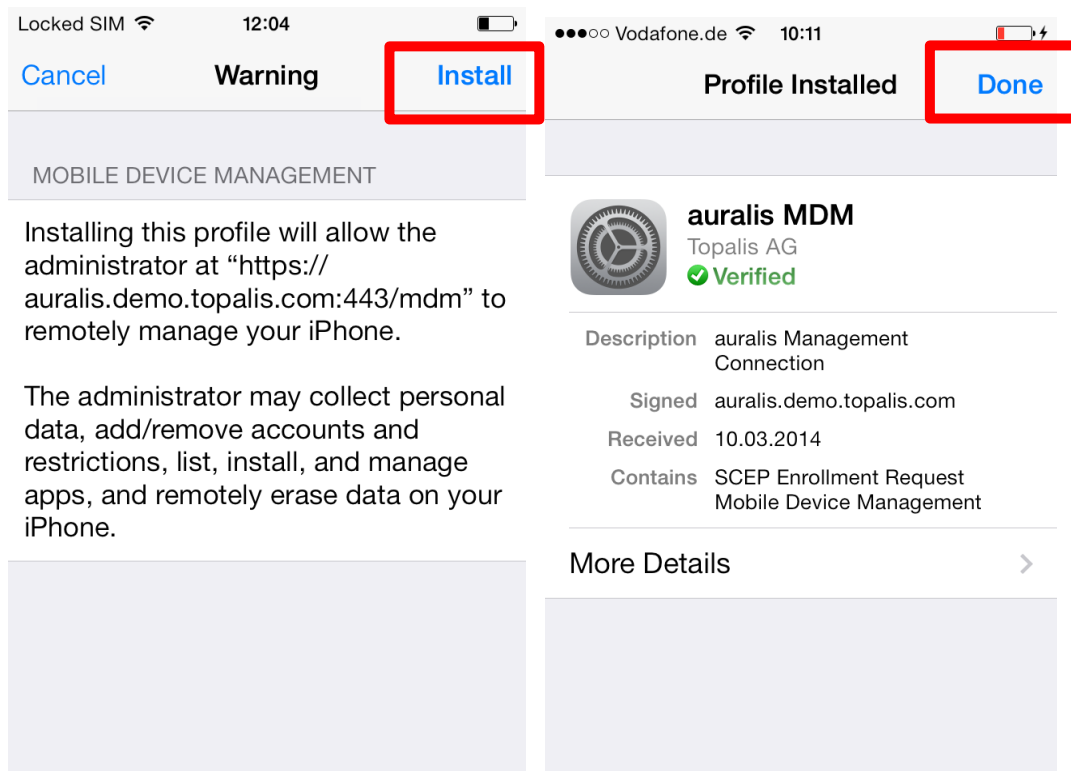 Locked SIM 12:04
Cancel Warning Install
MOBILE DEVICE MANAGEMENT
Installing this profile will allow the
administrator at “https://
auralis.demo.topalis.com:443/mdm” to
remotely manage your iPhone.
The administrator may collect personal
data, add/remove accounts and
restrictions, list, install, and manage
apps, and remotely erase data on your
iPhone.
Vodafone.de 10:11
Profile Installed Done
auralis MDM
Topalis AG
Verified
Description auralis Management
Connection
Signed auralis.demo.topalis.com
Received 10.03.2014
Contains SCEP Enrollment Request
Mobile Device Management
More Details